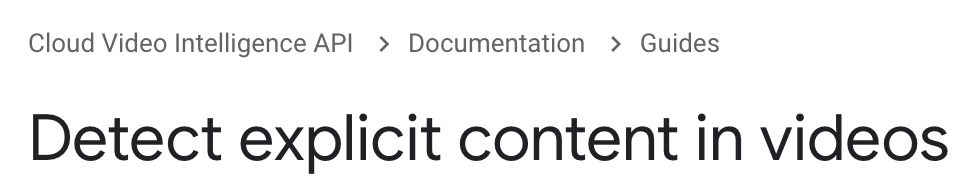 Cloud Video Intelligence API > Documentation > Guides
Detect explicit content in videos